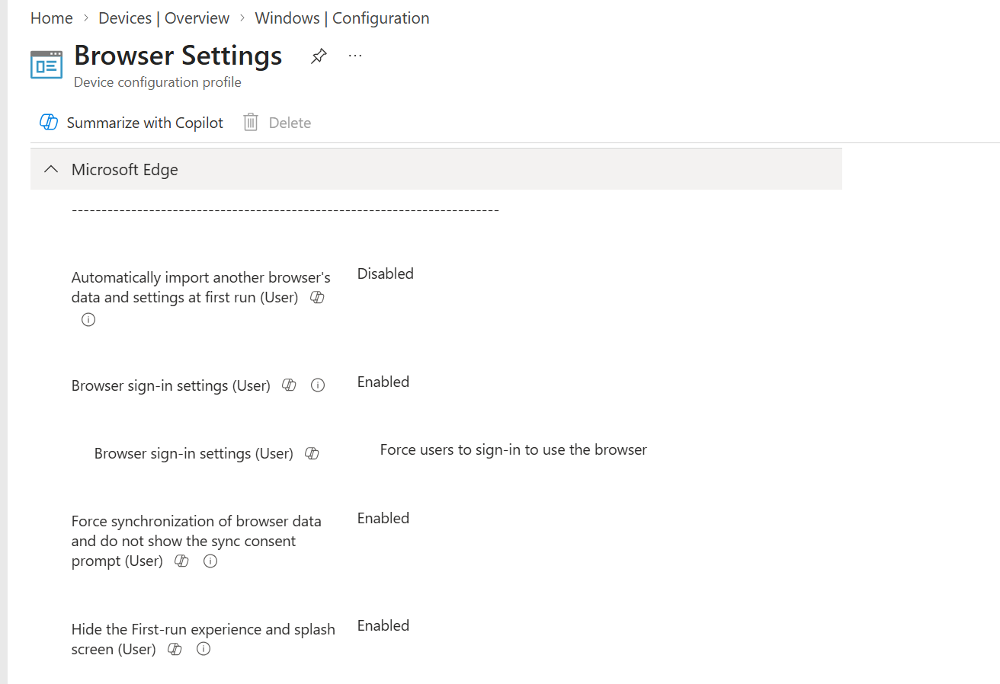 Home > Devices | Overview > Windows | Configuration
Browser Settings ...
Device configuration profile
Summarize with Copilot Delete
Microsoft Edge
------------------------------------------------------------------------
Automatically import another browser's
data and settings at first run (User)
Disabled
Browser sign-in settings (User)
Enabled
Browser sign-in settings (User)
Force users to sign-in to use the browser
Force synchronization of browser data
and do not show the sync consent
prompt (User)
Enabled
Hide the First-run experience and splash
screen (User)
Enabled